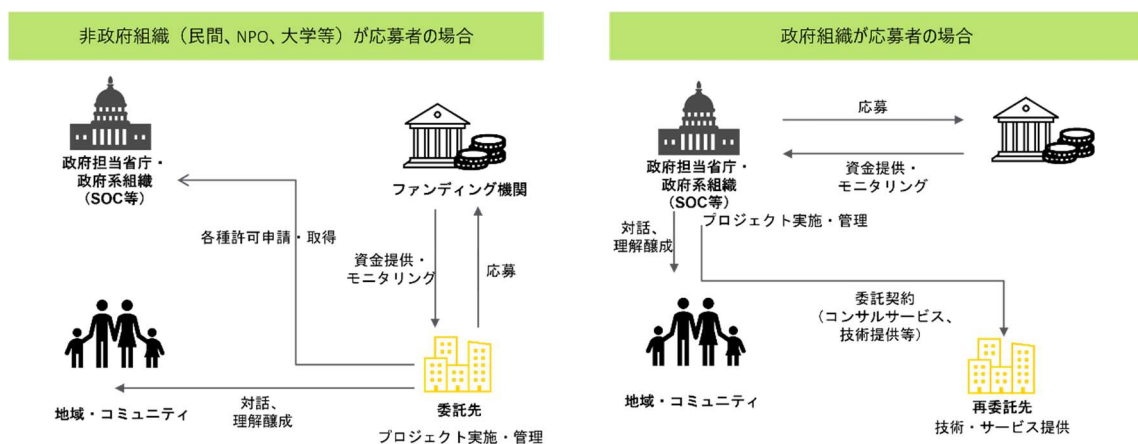 非政府組織（民間、NPO、大学等）が応募者の場合
政府担当省庁・
政府系組織
（SOC等）
ファンディング機関
各種許可申請・取得
資金提供・
モニタリング
応募
地域・コミュニティ
対話、
理解醸成
委託先
プロジェクト実施・管理
政府組織が応募者の場合
応募
資金提供・
モニタリング
政府担当省庁・
政府系組織
（SOC等）
プロジェクト実施・管理
対話、
理解醸成
委託契約
（コンサルサービス、
技術提供等）
地域・コミュニティ
再委託先
技術・サービス提供